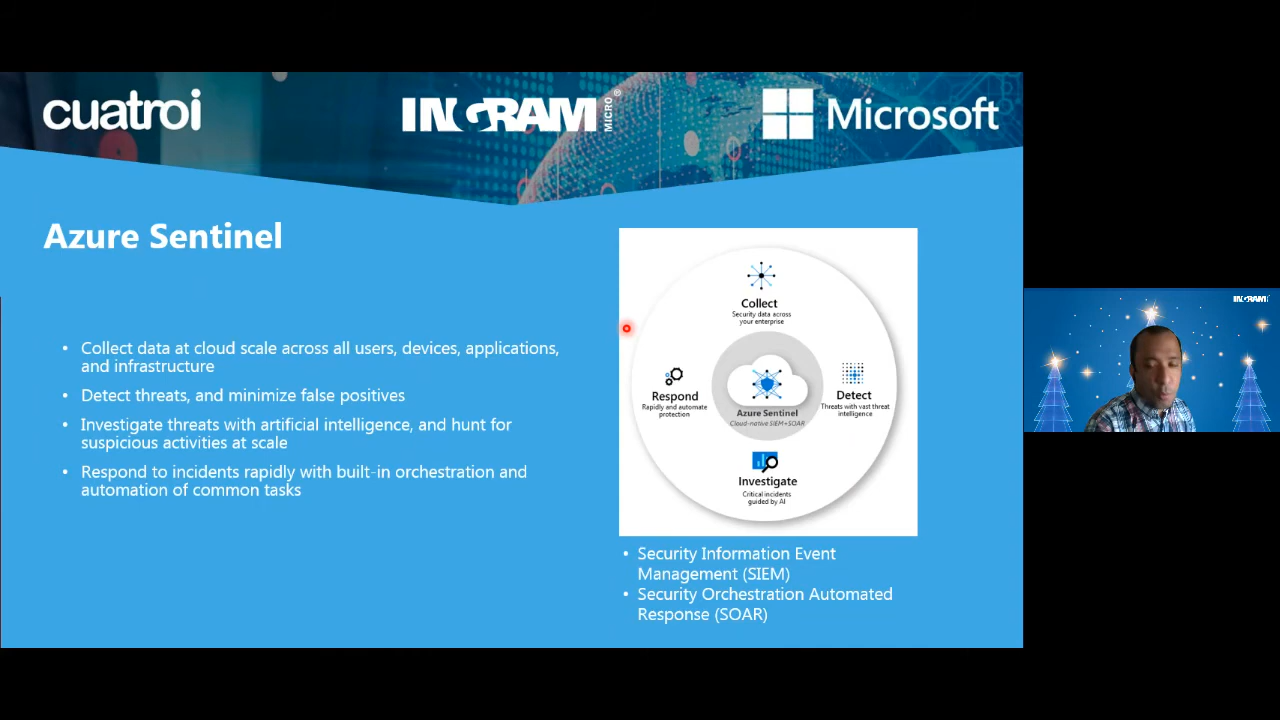 cuatroi
INGRAM MICRO®
Microsoft
Azure Sentinel
• Collect data at cloud scale across all users, devices, applications,
and infrastructure
• Detect threats, and minimize false positives
• Investigate threats with artificial intelligence, and hunt for
suspicious activities at scale
• Respond to incidents rapidly with built-in orchestration and
automation of common tasks
Collect
Security data across
your enterprise
Respond
Rapidly and automate
protection
Azure Sentinel
Cloud-native SIEM+SOAR
Detect
Threats with vast threat
intelligence
Investigate
Critical incidents
guided by AI
• Security Information Event
Management (SIEM)
• Security Orchestration Automated
Response (SOAR)
INGRAM